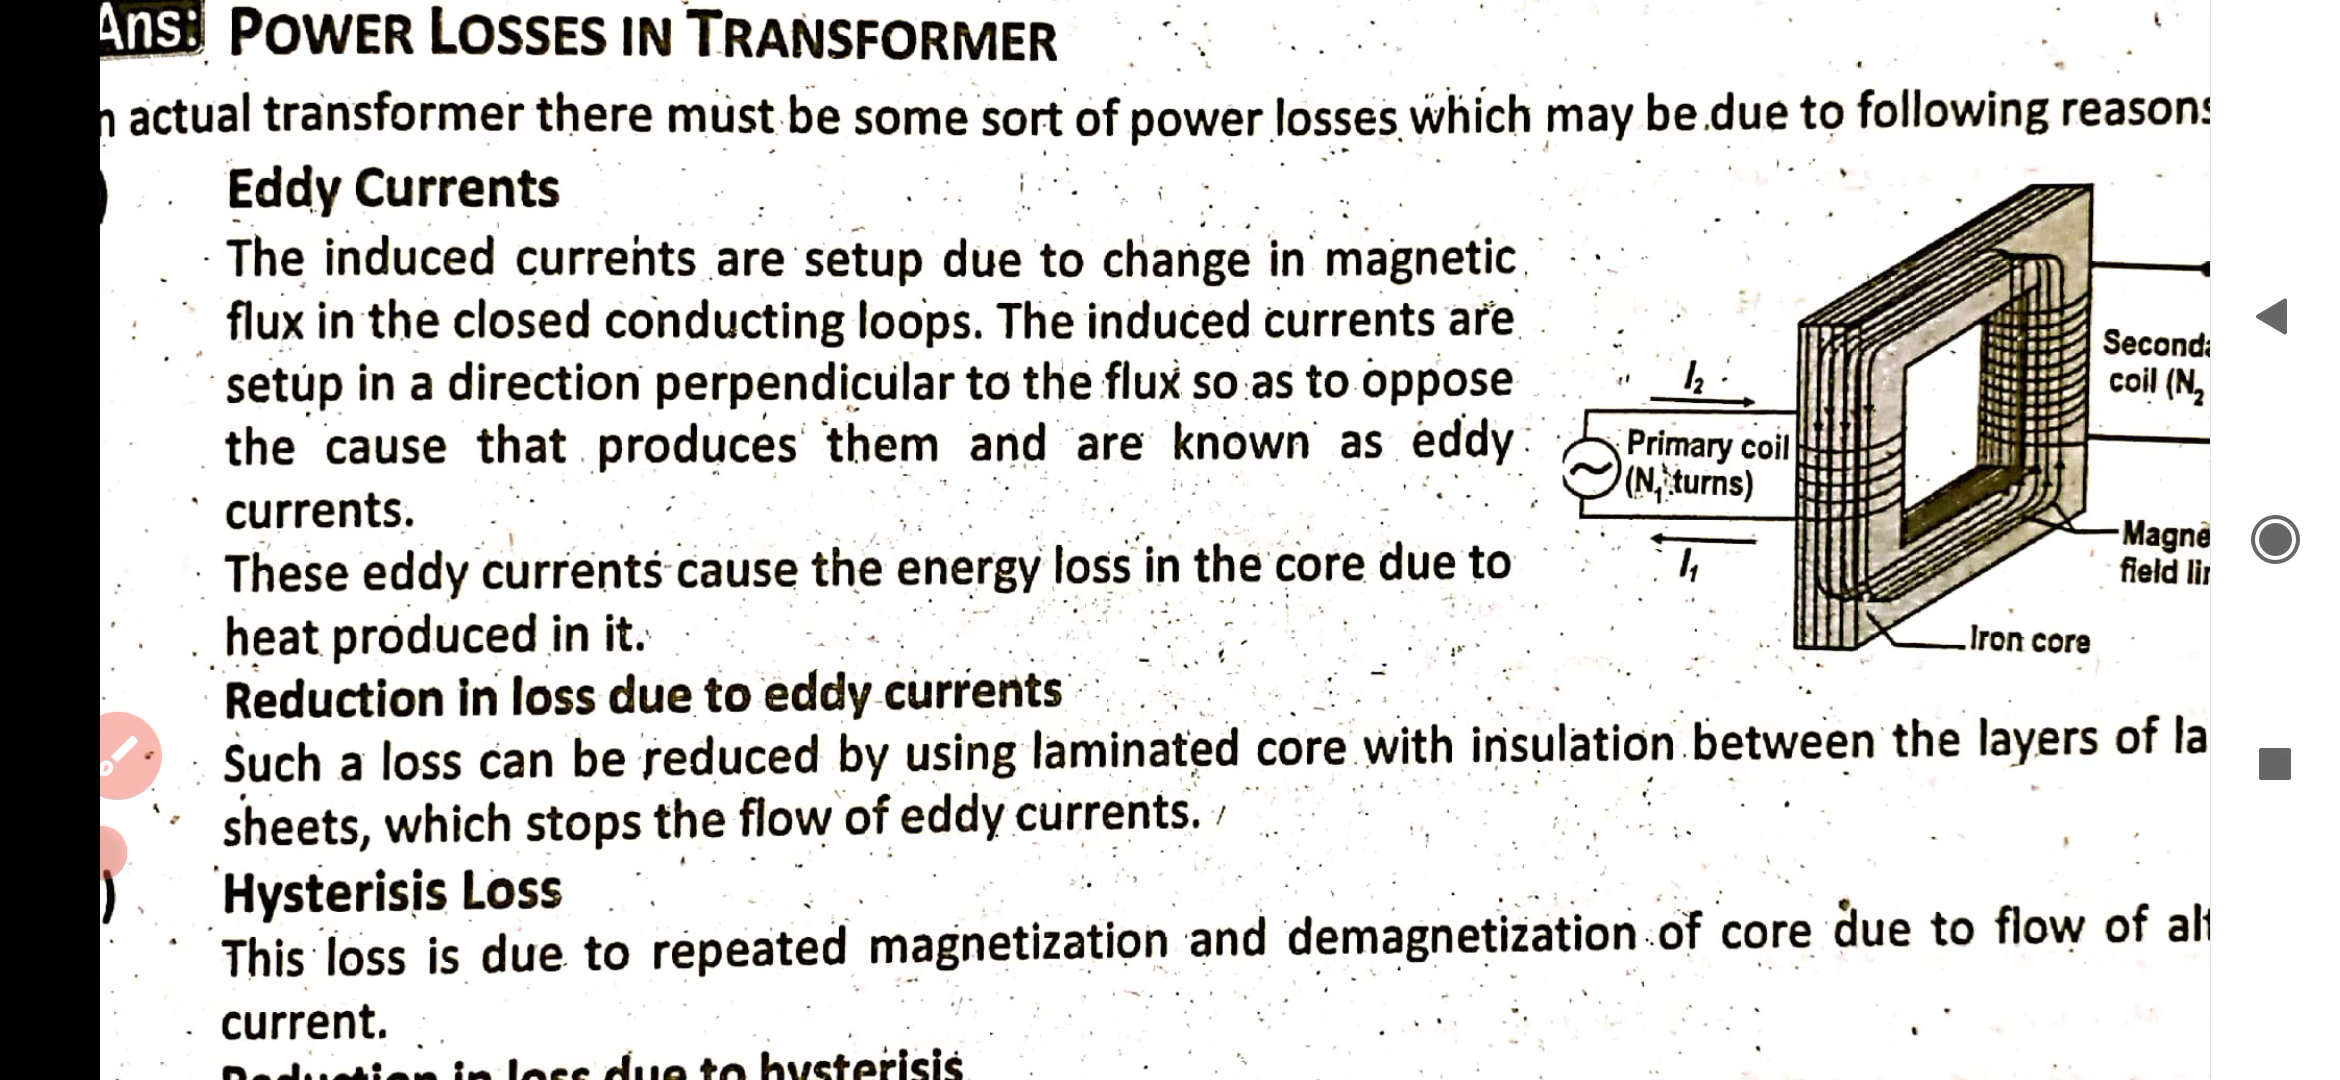 Ans: POWER LOSSES IN TRANSFORMER
n actual transformer there must be some sort of power losses which may be due to following reasons
Eddy Currents
The induced currents are setup due to change in magnetic
flux in the closed conducting loops. The induced currents are
setup in a direction perpendicular to the flux so as to oppose
the cause that produces them and are known as eddy
currents.
These eddy currents cause the energy loss in the core due to
heat produced in it.
I₂
Primary coil
(N₁ turns)
I₁
Seconda
coil (N₂
Magne
field lin
Iron core
Reduction in loss due to eddy currents
Such a loss can be reduced by using laminated core with insulation between the layers of la
sheets, which stops the flow of eddy currents.
) Hysterisis Loss
This loss is due to repeated magnetization and demagnetization of core due to flow of alt
current.
Reduction in loss due to hysterisis